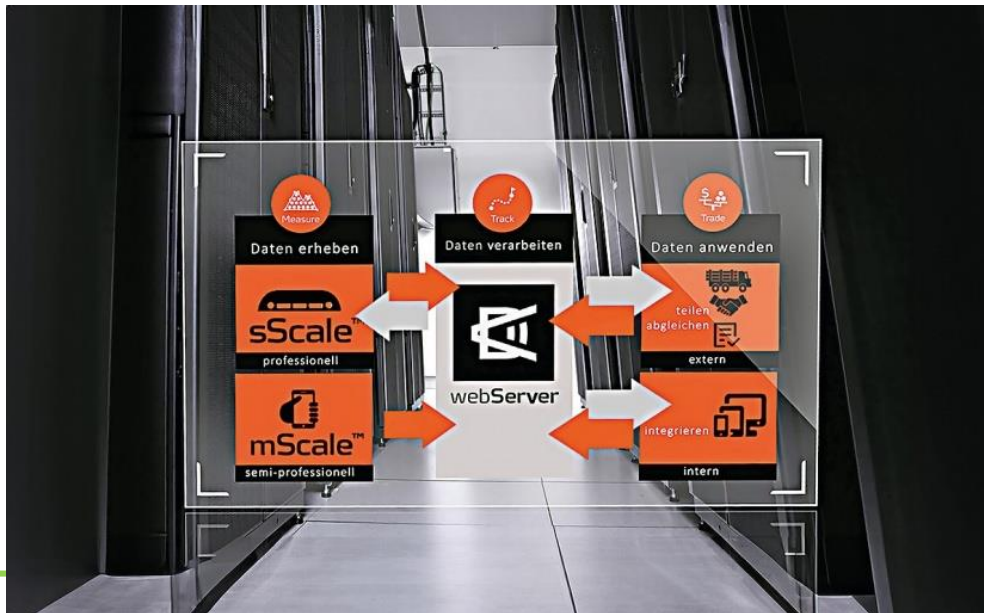 Measure
Daten erheben
sScale™
professionell
mScale™
semi-professionell
Track
Daten verarbeiten
webServer
Trade
Daten anwenden
teilen
abgleichen
extern
integrieren
intern